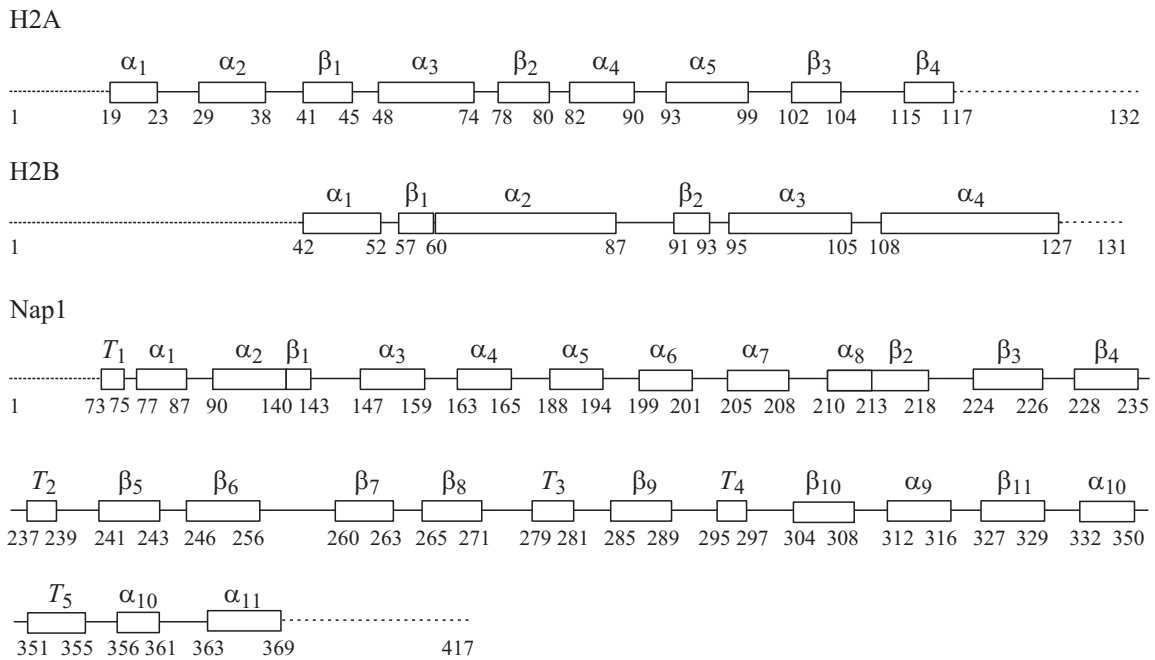 H2A
α1 α2 β1 α3 β2 α4 α5 β3 β4
1 19 23 29 38 41 45 48 74 78 80 82 90 93 99 102 104 115 117 132
H2B
α1 β1 α2 β2 α3 α4
1 42 52 57 60 87 91 93 95 105 108 127 131
Nap1
T1 α1 α2 β1 α3 α4 α5 α6 α7 α8 β2 β3 β4
1 73 75 77 87 90 140 143 147 159 163 165 188 194 199 201 205 208 210 213 218 224 226 228 235
T2 β5 β6 β7 β8 T3 β9 T4 β10 α9 β11 α10
237 239 241 243 246 256 260 263 265 271 279 281 285 289 295 297 304 308 312 316 327 329 332 350
T5 α10 α11
351 355 356 361 363 369 417